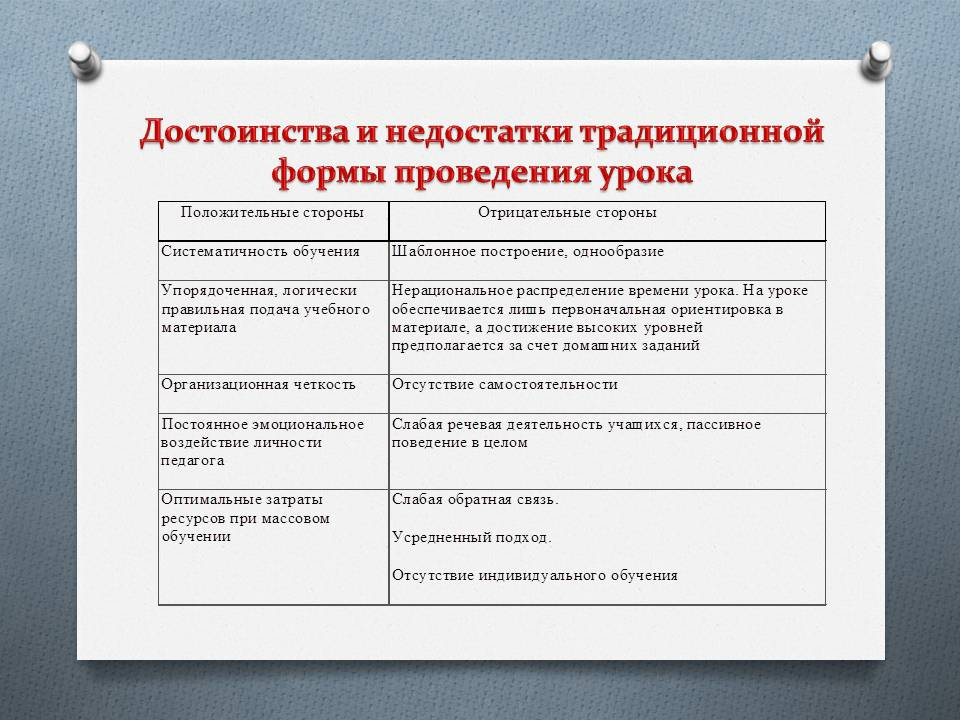 Достоинства и недостатки традиционной
формы проведения урока
Положительные стороны
Отрицательные стороны
Систематичность обучения
Шаблонное построение, однообразие
Упорядоченная, логически
правильная подача учебного
материала
Нерациональное распределение времени урока. На уроке
обеспечивается лишь первоначальная ориентировка в
материале, а достижение высоких уровней
предполагается за счет домашних заданий
Организационная четкость
Отсутствие самостоятельности
Постоянное эмоциональное
воздействие личности
педагога
Слабая речевая деятельность учащихся, пассивное
поведение в целом
Оптимальные затраты
ресурсов при массовом
обучении
Слабая обратная связь.
Усредненный подход.
Отсутствие индивидуального обучения